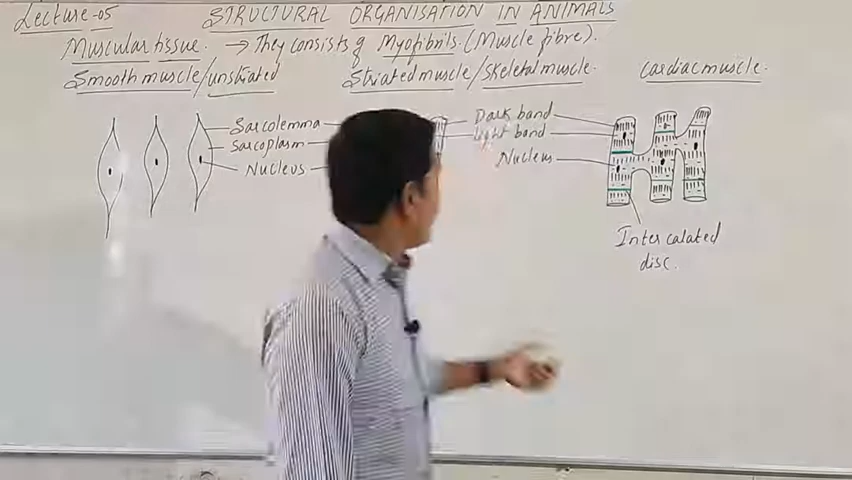 Lecture-05
STRUCTURAL ORGANISATION IN ANIMALS
Muscular tissue. → They consists of Myofibrils. (Muscle fibre).
Smooth muscle/unstriated
Striated muscle/skeletal muscle.
Cardiac muscle.
Sarcolemma
Sarcoplasm
Nucleus
Dark band
Light band
Nucleus
Intercalated
disc.